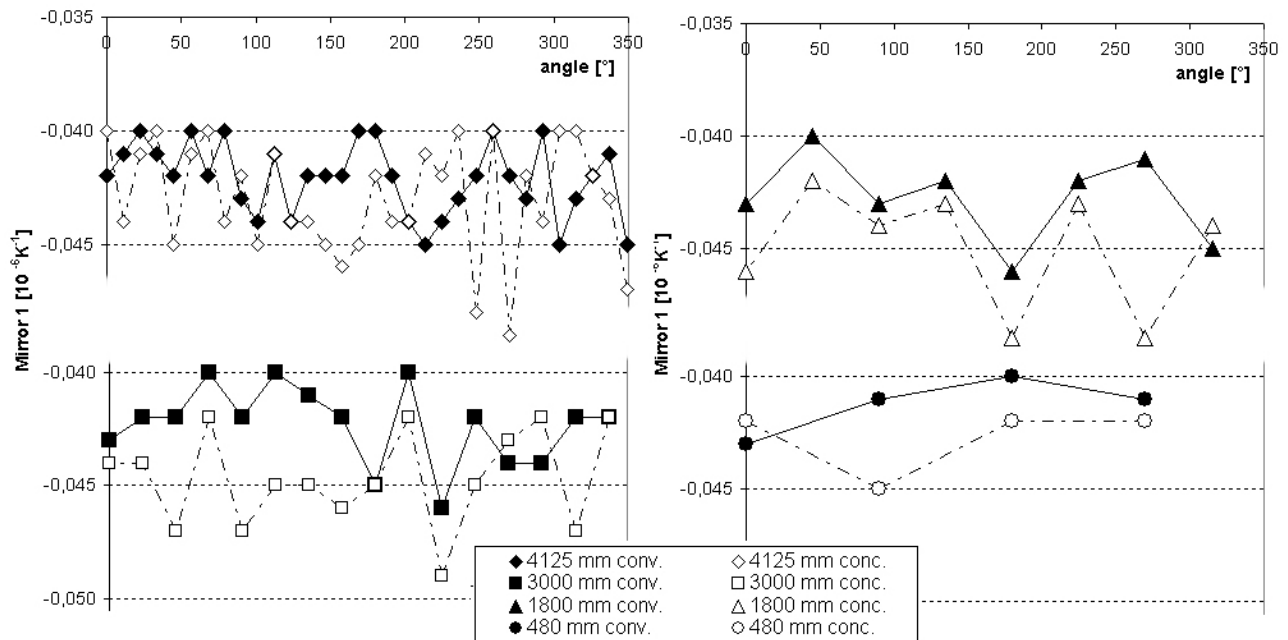 -0,035
0 50 100 150 200 250 300 350
angle [°]
-0,040
-0,045
Mirror 1 [10⁻⁶K⁻¹]
-0,040
-0,045
-0,050
-0,035
0 50 100 150 200 250 300 350
angle [°]
-0,040
-0,045
Mirror 1 [10⁻⁶K⁻¹]
-0,040
-0,045
4125 mm conv. 4125 mm conc.
3000 mm conv. 3000 mm conc.
1800 mm conv. 1800 mm conc.
480 mm conv. 480 mm conc.